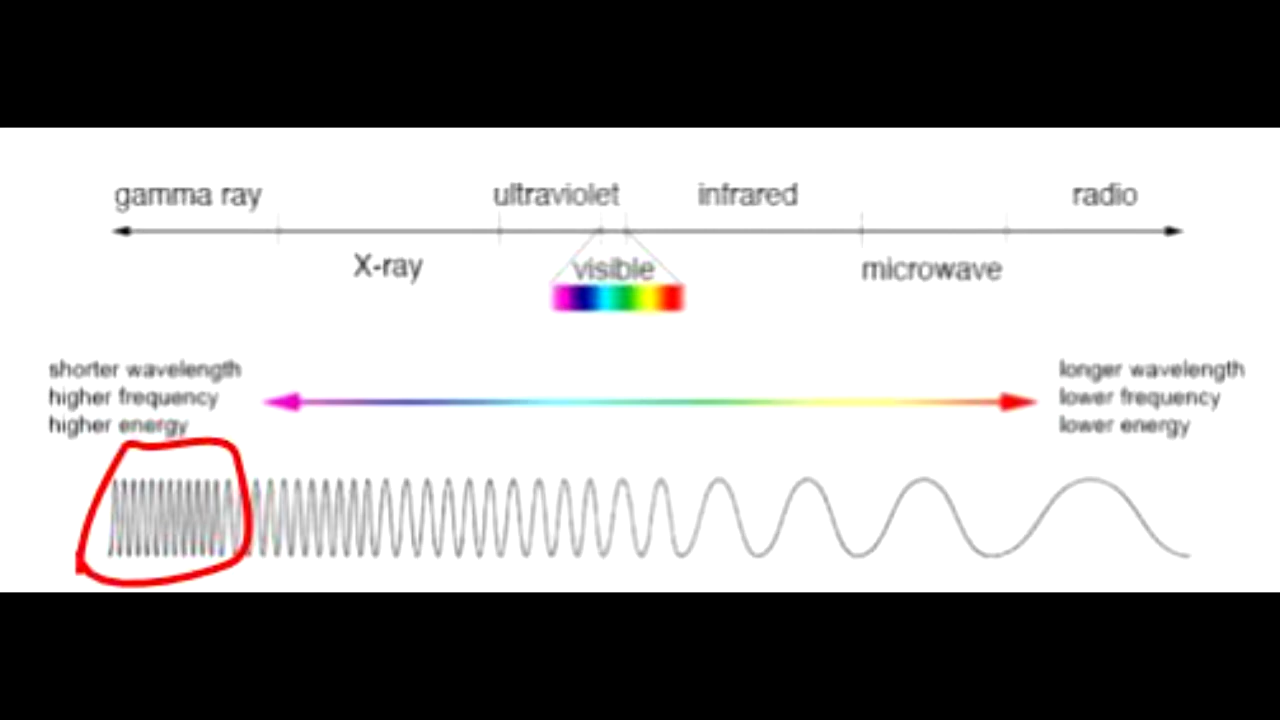 gamma ray ultraviolet infrared radio
X-ray visible microwave
shorter wavelength
higher frequency
higher energy
longer wavelength
lower frequency
lower energy